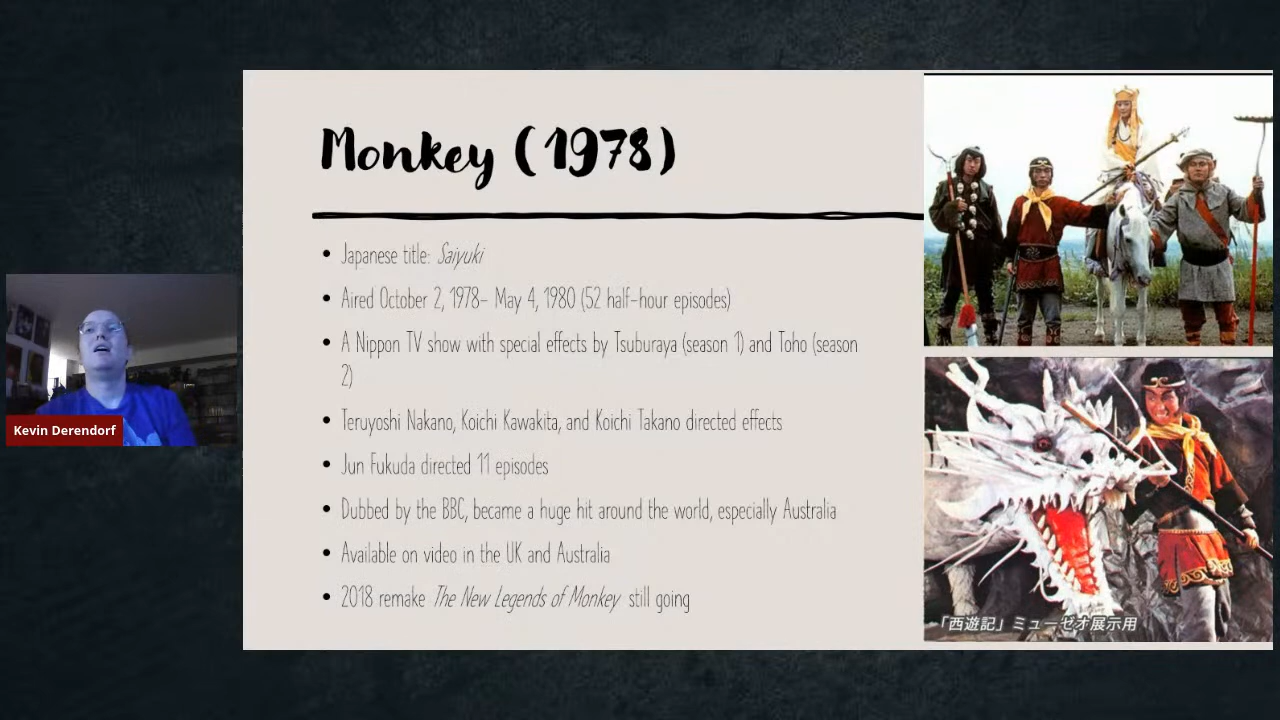 Monkey (1978)
• Japanese title: Saiyuki
• Aired October 2, 1978– May 4, 1980 (52 half-hour episodes)
• A Nippon TV show with special effects by Tsuburaya (season 1) and Toho (season
2)
• Teruyoshi Nakano, Koichi Kawakita, and Koichi Takano directed effects
• Jun Fukuda directed 11 episodes
• Dubbed by the BBC, became a huge hit around the world, especially Australia
• Available on video in the UK and Australia
• 2018 remake The New Legends of Monkey still going
Kevin Derendorf
「西遊記」ミューゼオ展示用